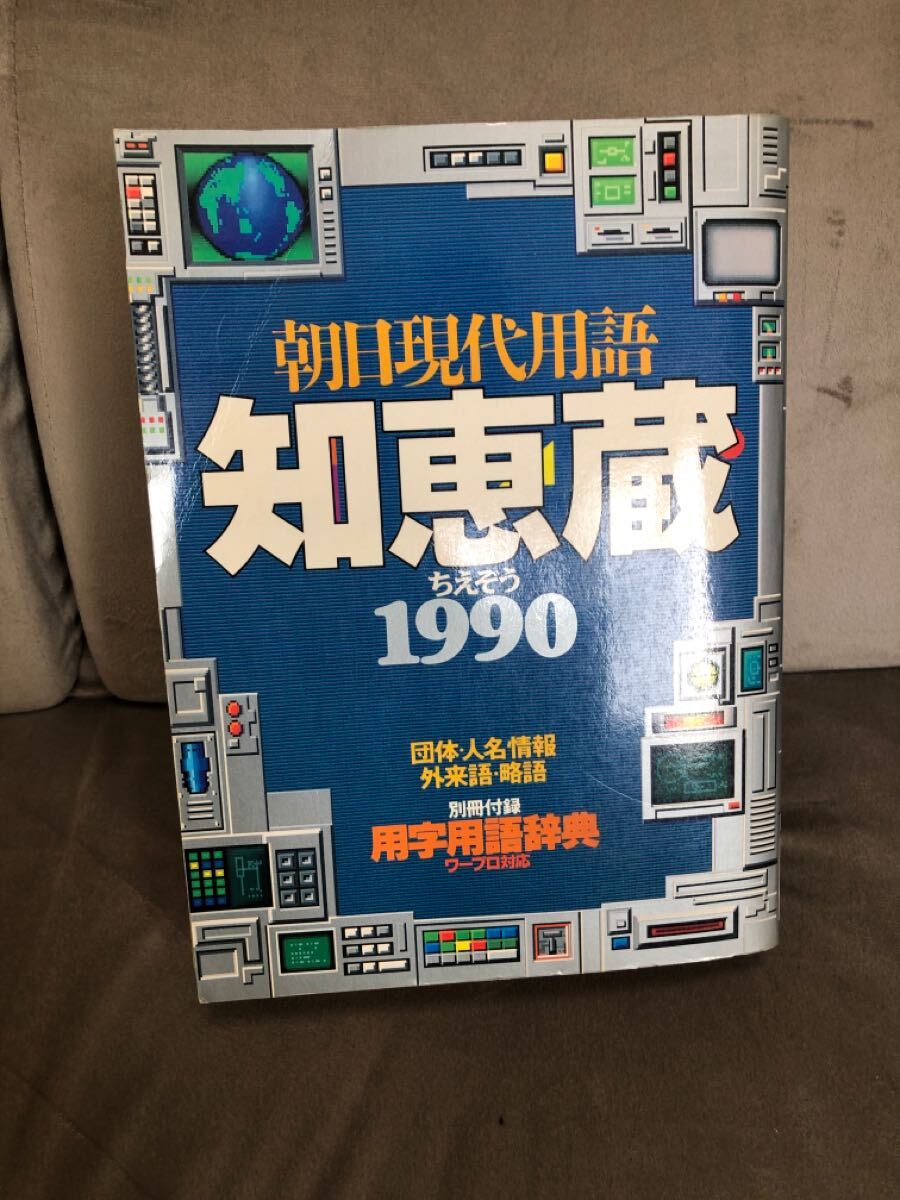 朝日現代用語
知恵蔵
ちえぞう
1990
団体・人名情報
外来語・略語
別冊付録
用字用語辞典
ワープロ対応